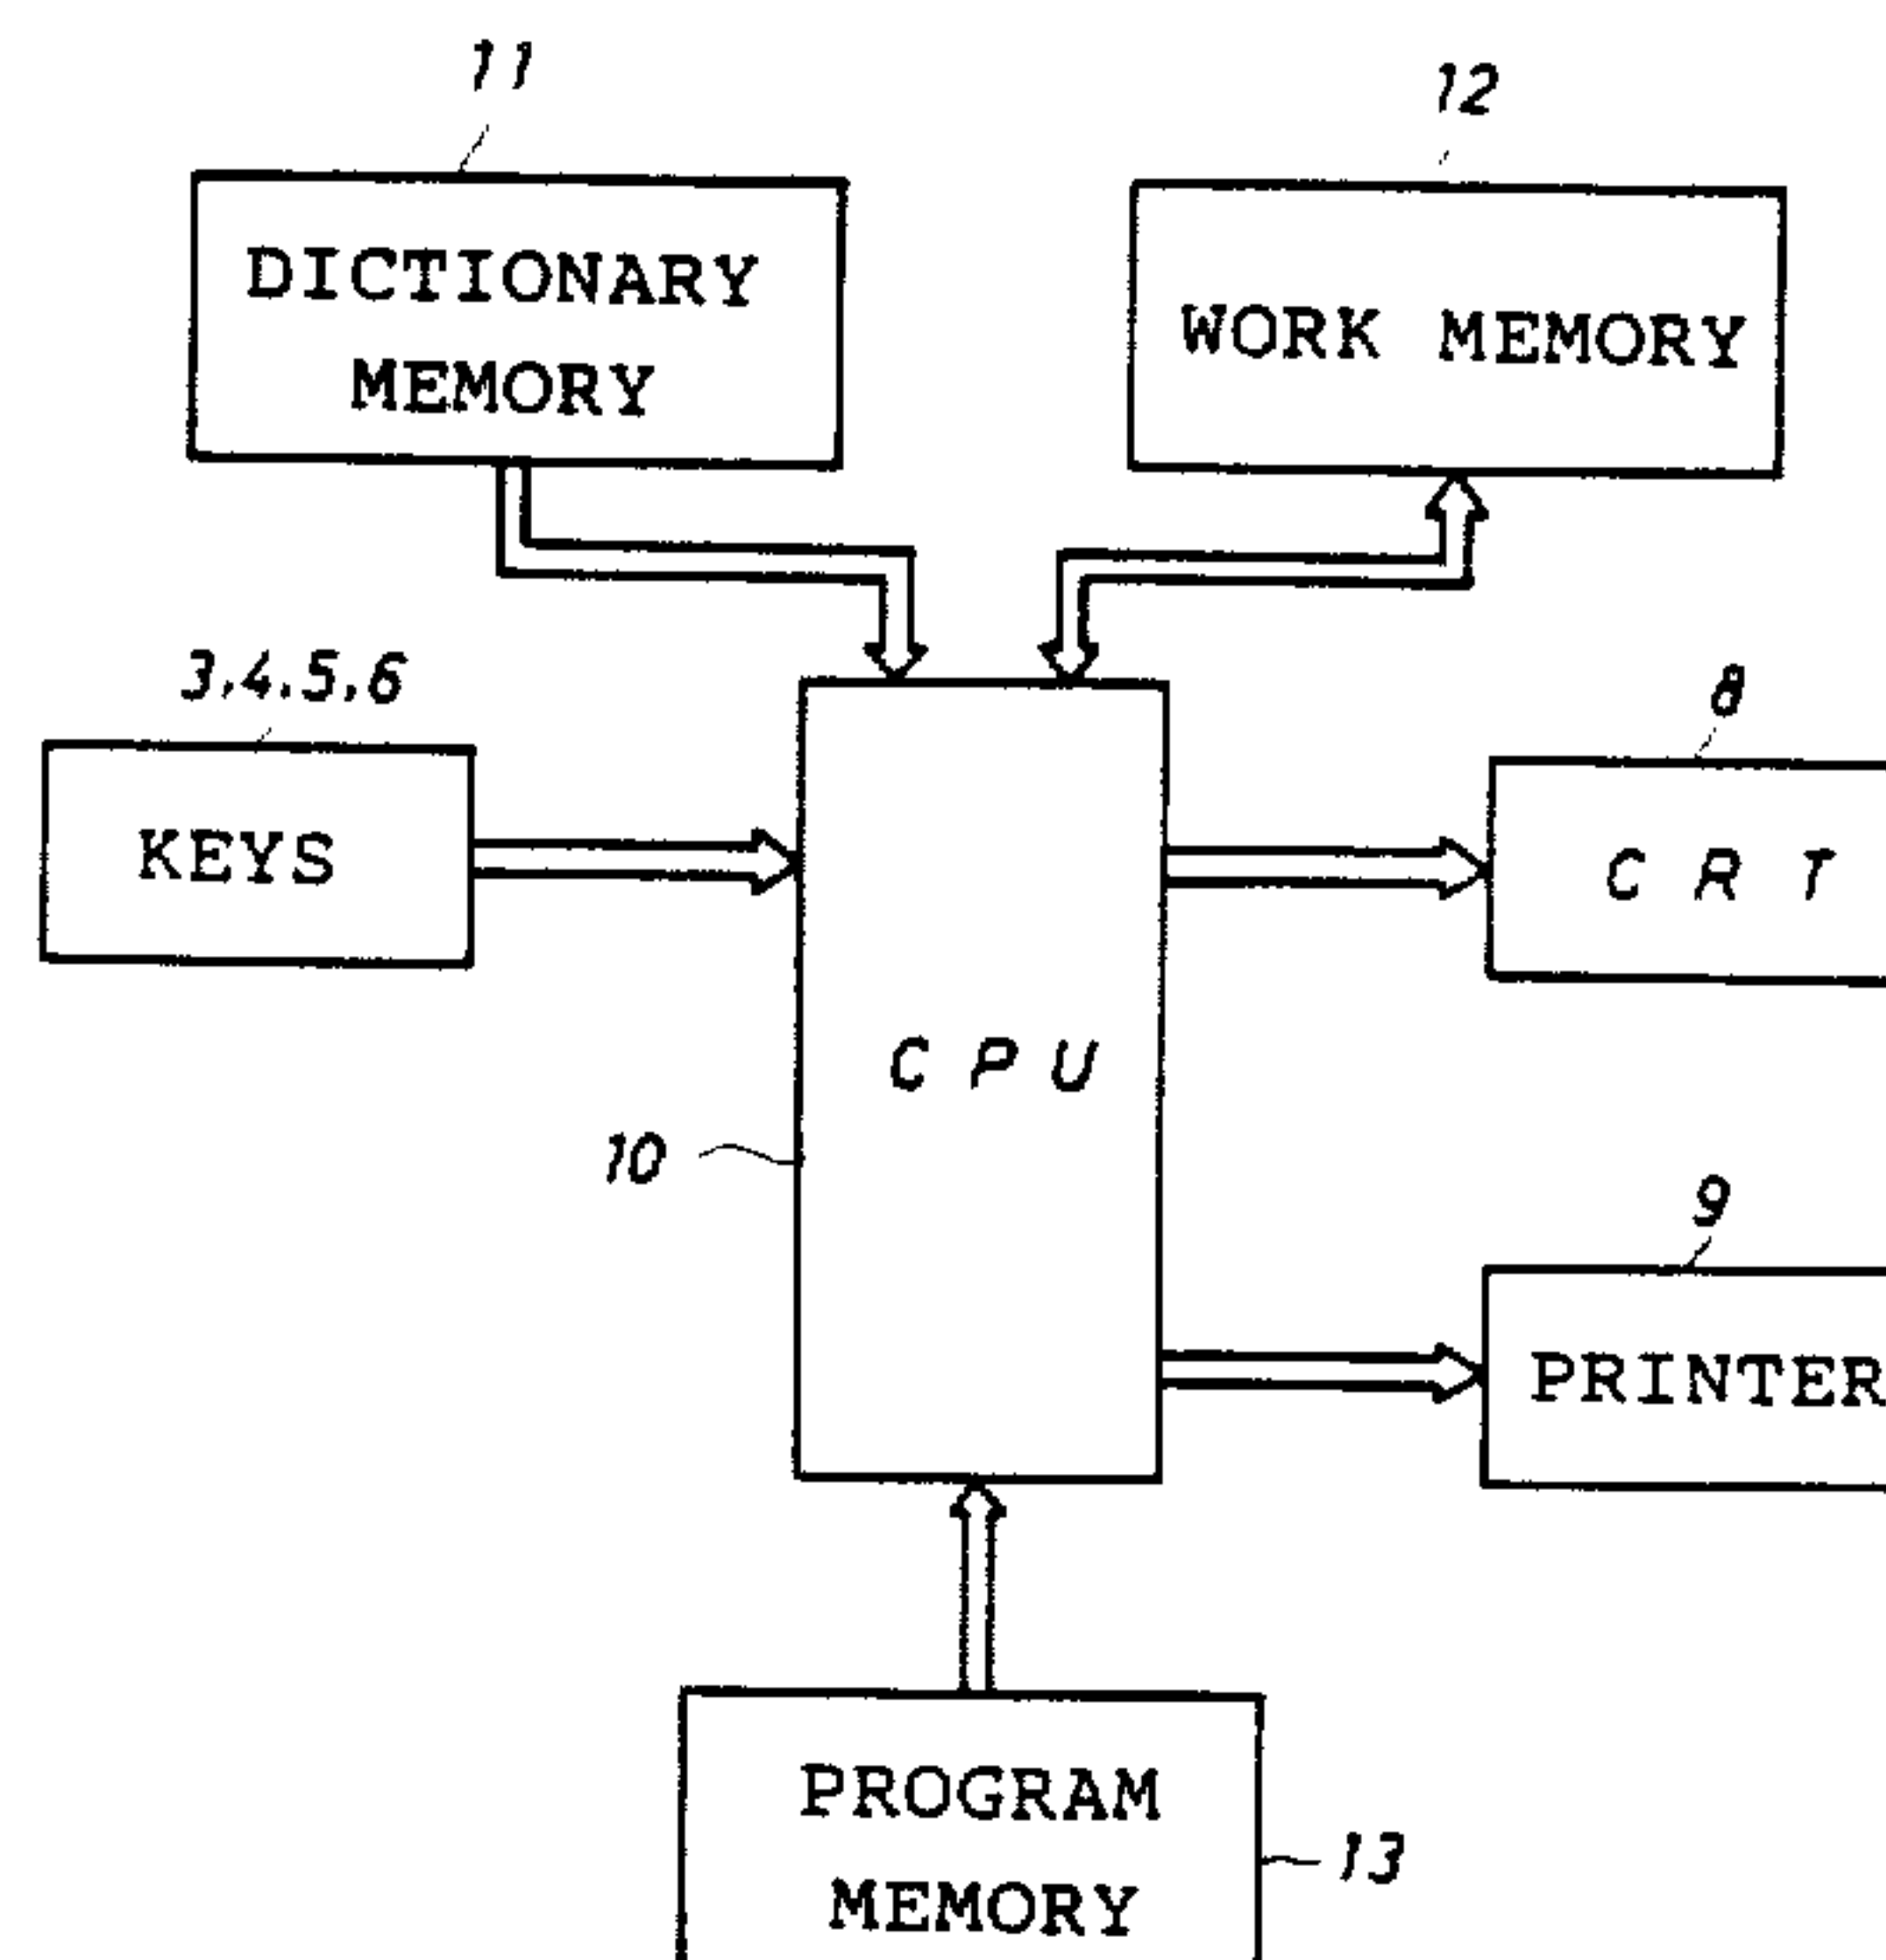 11
12
DICTIONARY
MEMORY
WORK MEMORY
3,4,5,6
8
KEYS
C R T
C P U
10
9
PRINTER
PROGRAM
MEMORY
13